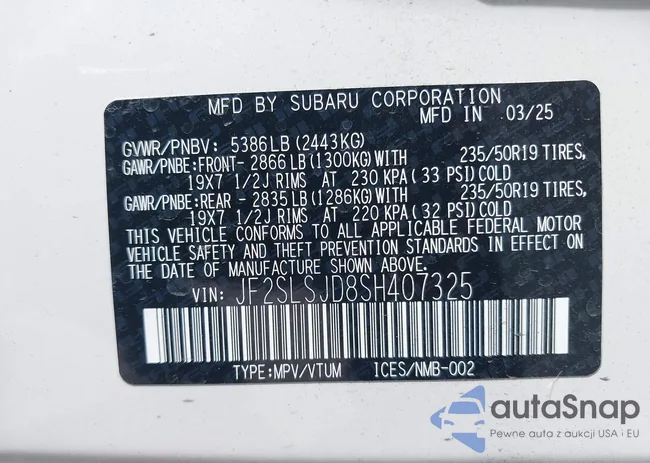 MFD BY SUBARU CORPORATION
MFD IN 03/25
GVWR/PNBV: 5386LB (2443KG)
GAWR/PNBE:FRONT- 2866 LB (1300KG) WITH 235/50R19 TIRES,
19X7 1/2J RIMS AT 230 KPA (33 PSI) COLD
GAWR/PNBE:REAR - 2835 LB (1286KG) WITH 235/50R19 TIRES,
19X7 1/2J RIMS AT 220 KPA (32 PSI) COLD
THIS VEHICLE CONFORMS TO ALL APPLICABLE FEDERAL MOTOR
VEHICLE SAFETY AND THEFT PREVENTION STANDARDS IN EFFECT ON
THE DATE OF MANUFACTURE SHOWN ABOVE.
VIN: JF2SLSJD8SH407325
TYPE:MPV/VTUM ICES/NMB-002
autaSnap
Pewne auta z aukcji USA i EU